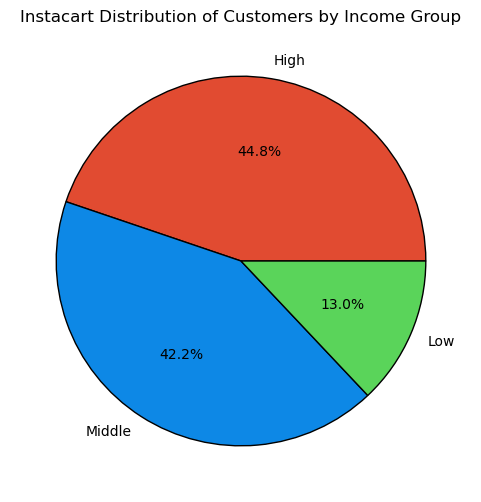 Instacart Distribution of Customers by Income Group
High
44.8%
13.0%
Low
42.2%
Middle